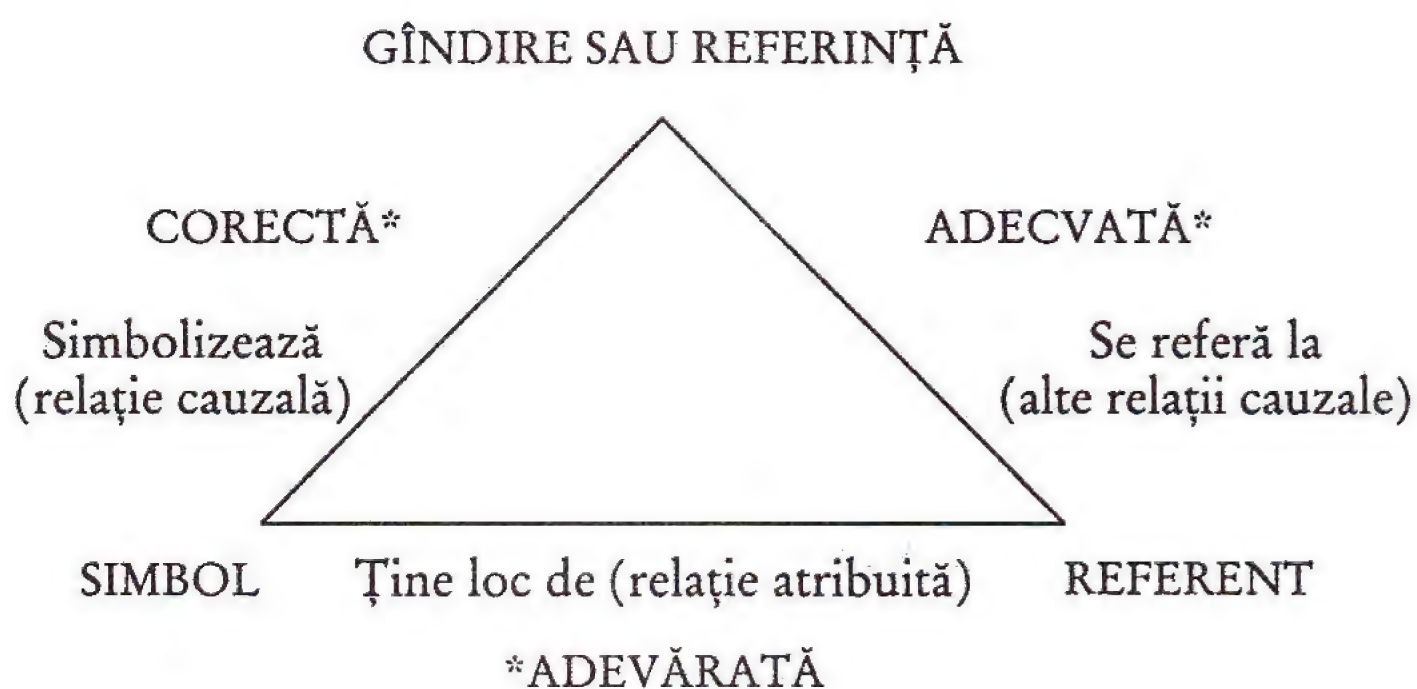 GÎNDIRE SAU REFERINȚĂ
CORECTĂ* ADECVATĂ*
Simbolizează Se referă la
(relație cauzală) (alte relații cauzale)
SIMBOL Ține loc de (relație atribuită) REFERENT
*ADEVĂRATĂ